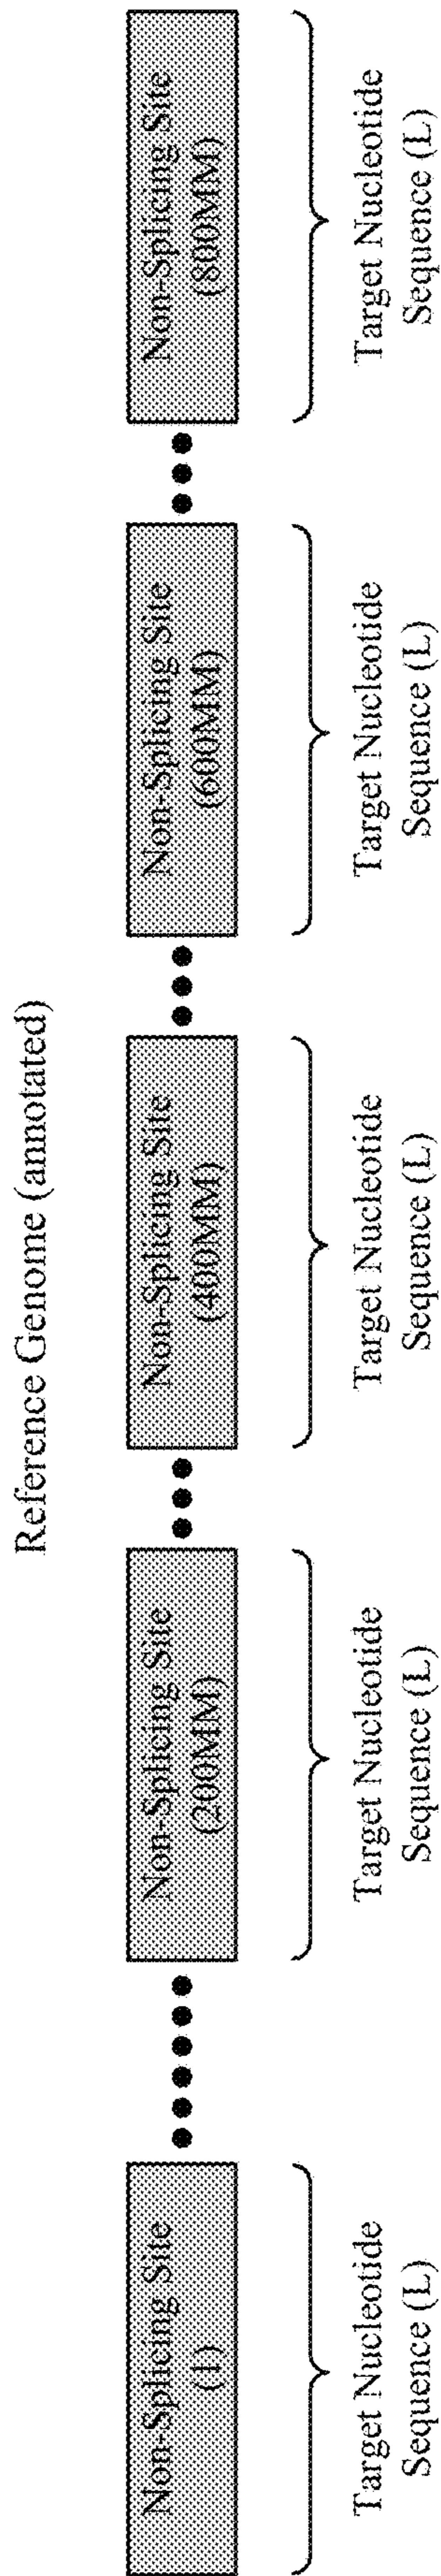 Reference Genome (annotated)
Non-Splicing Site
(1)
Non-Splicing Site
(200MM)
Non-Splicing Site
(400MM)
Non-Splicing Site
(600MM)
Non-Splicing Site
(800MM)
Target Nucleotide
Sequence (L)
Target Nucleotide
Sequence (L)
Target Nucleotide
Sequence (L)
Target Nucleotide
Sequence (L)
Target Nucleotide
Sequence (L)